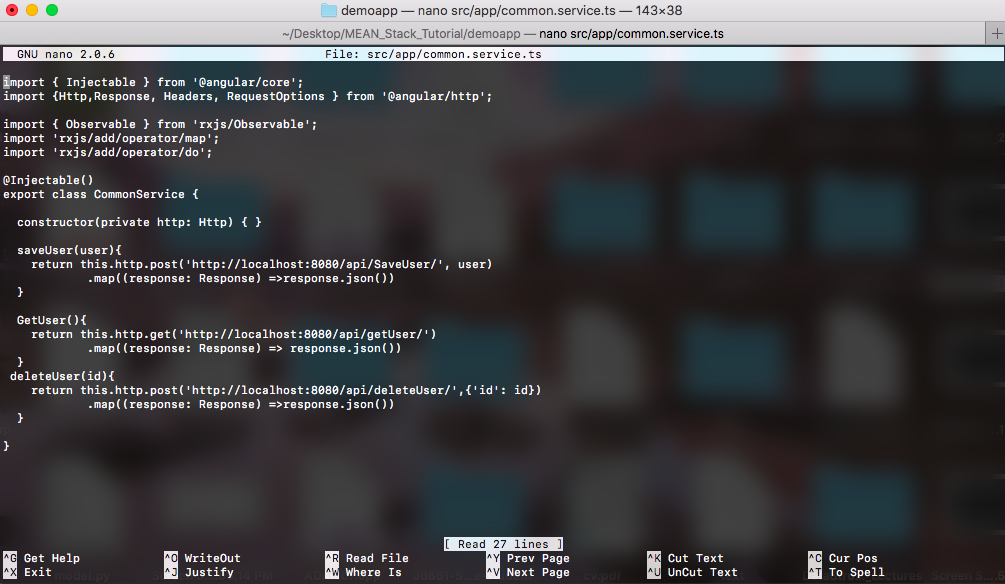 demoapp — nano src/app/common.service.ts — 143×38
~/Desktop/MEAN_Stack_Tutorial/demoapp — nano src/app/common.service.ts
GNU nano 2.0.6 File: src/app/common.service.ts
import { Injectable } from '@angular/core';
import {Http,Response, Headers, RequestOptions } from '@angular/http';
import { Observable } from 'rxjs/Observable';
import 'rxjs/add/operator/map';
import 'rxjs/add/operator/do';
@Injectable()
export class CommonService {
constructor(private http: Http) { }
saveUser(user){
return this.http.post('http://localhost:8080/api/SaveUser/', user)
.map((response: Response) =>response.json())
}
GetUser(){
return this.http.get('http://localhost:8080/api/getUser/')
.map((response: Response) => response.json())
}
deleteUser(id){
return this.http.post('http://localhost:8080/api/deleteUser/',{'id': id})
.map((response: Response) =>response.json())
}
}
[ Read 27 lines ]
^G Get Help ^O WriteOut ^R Read File ^Y Prev Page ^K Cut Text ^C Cur Pos
^X Exit ^J Justify ^W Where Is ^V Next Page ^U UnCut Text ^T To Spell